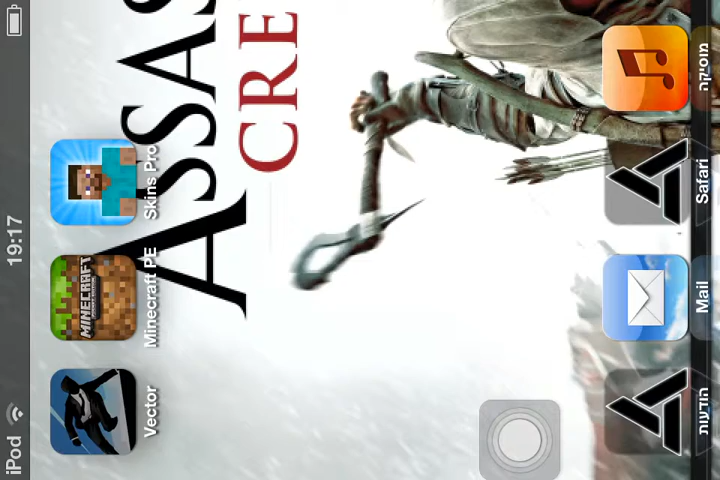 iPod 19:17
ASSAS
CRE
Vector Minecraft PE Skins Pro
MINECRAFT
הודעות Mail Safari מוסיקה